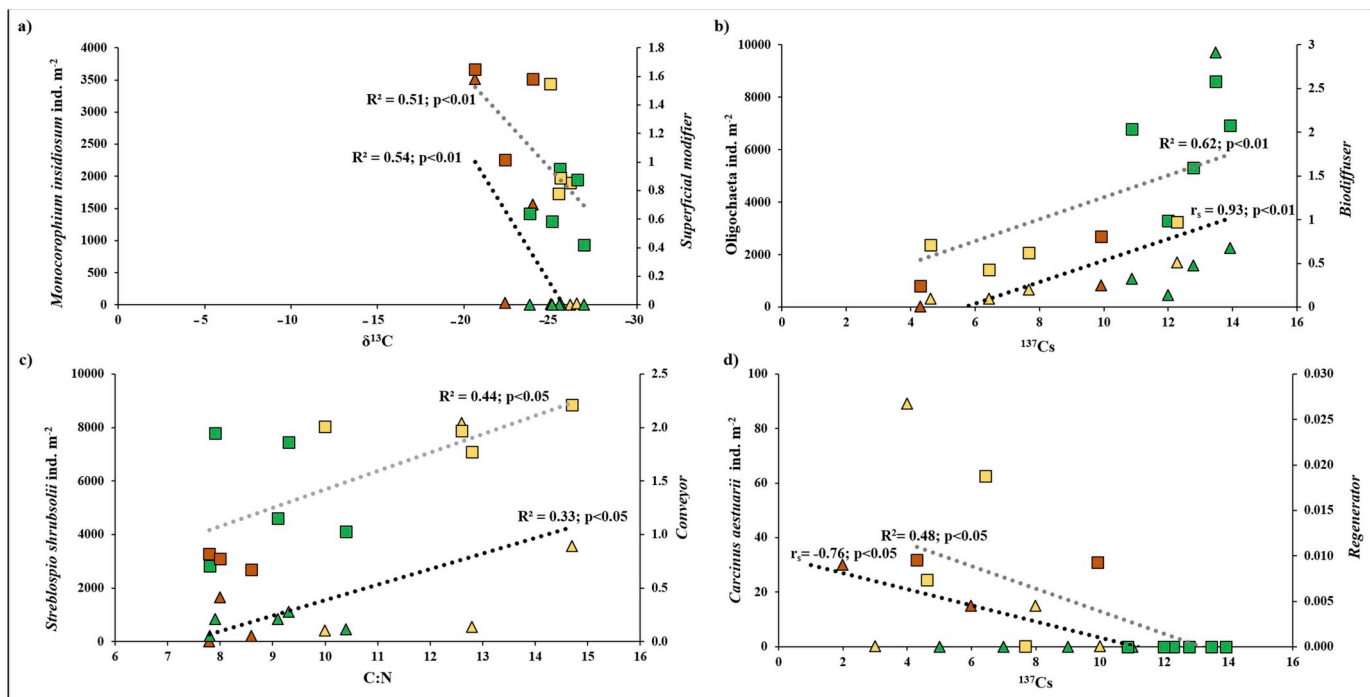 a)
4000
3500
3000
2500
2000
1500
1000
500
0
Monocorophium insidiosum ind. m-2
1.8
1.6
1.4
1.2
1
0.8
0.6
0.4
0.2
0
Superficial modifier
R² = 0.51; p<0.01
R² = 0.54; p<0.01
0 −5 −10 −15 −20 −25 −30
δ13C
b)
10000
8000
6000
4000
2000
0
Oligochaeta ind. m-2
3
2.5
2
1.5
1
0.5
0
Biodiffuser
R² = 0.62; p<0.01
rs = 0.93; p<0.01
0 2 4 6 8 10 12 14 16
137Cs
c)
10000
8000
6000
4000
2000
0
Streblospio shrubsolii ind. m-2
2.5
2.0
1.5
1.0
0.5
0.0
Conveyor
R² = 0.44; p<0.05
R² = 0.33; p<0.05
6 7 8 9 10 11 12 13 14 15 16
C:N
d)
100
80
60
40
20
0
Carcinus aestuarii ind. m-2
0.030
0.025
0.020
0.015
0.010
0.005
0.000
Regenerator
R²= 0.48; p<0.05
rs= -0.76; p<0.05
0 2 4 6 8 10 12 14 16
137Cs